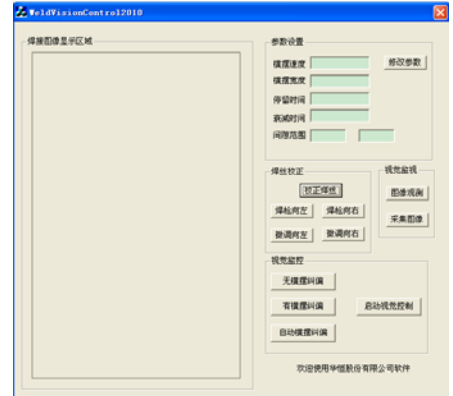 WeldVisionControl2010
焊接图像显示区域
参数设置
横摆速度
修改参数
横摆宽度
停留时间
衰减时间
间隙范围
焊丝校正
校正焊丝
焊枪向左 焊枪向右
微调向左 微调向右
视觉监视
图像观测
采集图像
视觉监控
无横摆纠偏
有横摆纠偏 启动视觉控制
自动横摆纠偏
欢迎使用华恒股份有限公司软件